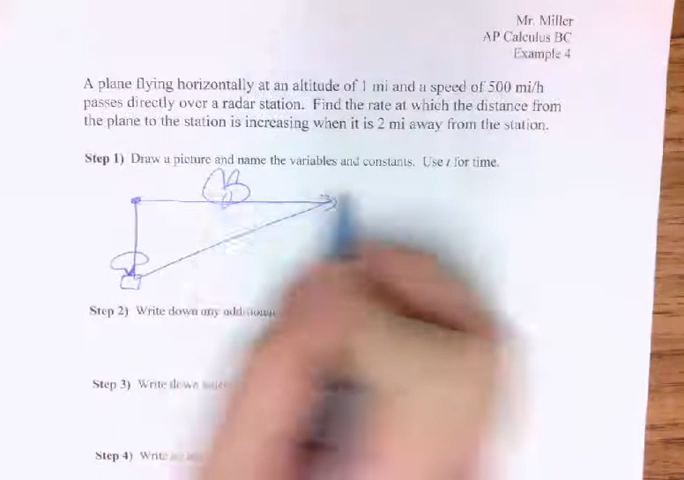 Mr. Miller
AP Calculus BC
Example 4
A plane flying horizontally at an altitude of 1 mi and a speed of 500 mi/h
passes directly over a radar station. Find the rate at which the distance from
the plane to the station is increasing when it is 2 mi away from the station.
Step 1) Draw a picture and name the variables and constants. Use t for time.
Step 2) Write down any
Step 3) Write down
Step 4) Write